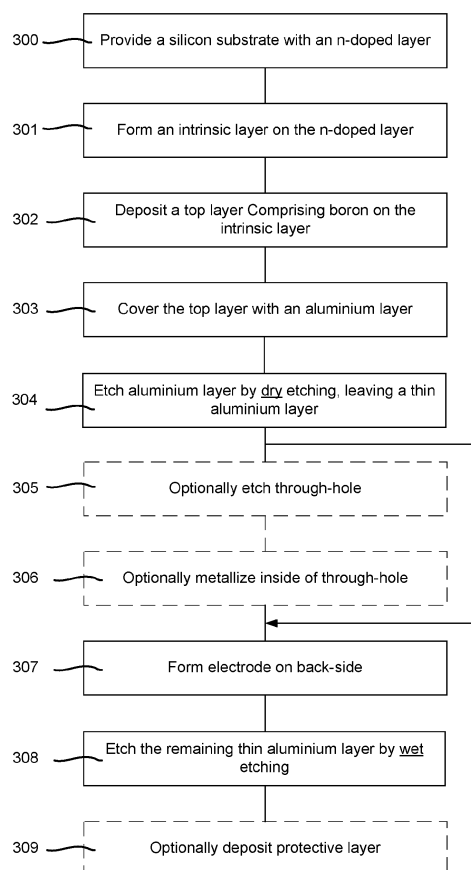 300
Provide a silicon substrate with an n-doped layer
301
Form an intrinsic layer on the n-doped layer
302
Deposit a top layer Comprising boron on the
intrinsic layer
303
Cover the top layer with an aluminium layer
304
Etch aluminium layer by dry etching, leaving a thin
aluminium layer
305
Optionally etch through-hole
306
Optionally metallize inside of through-hole
307
Form electrode on back-side
308
Etch the remaining thin aluminium layer by wet
etching
309
Optionally deposit protective layer